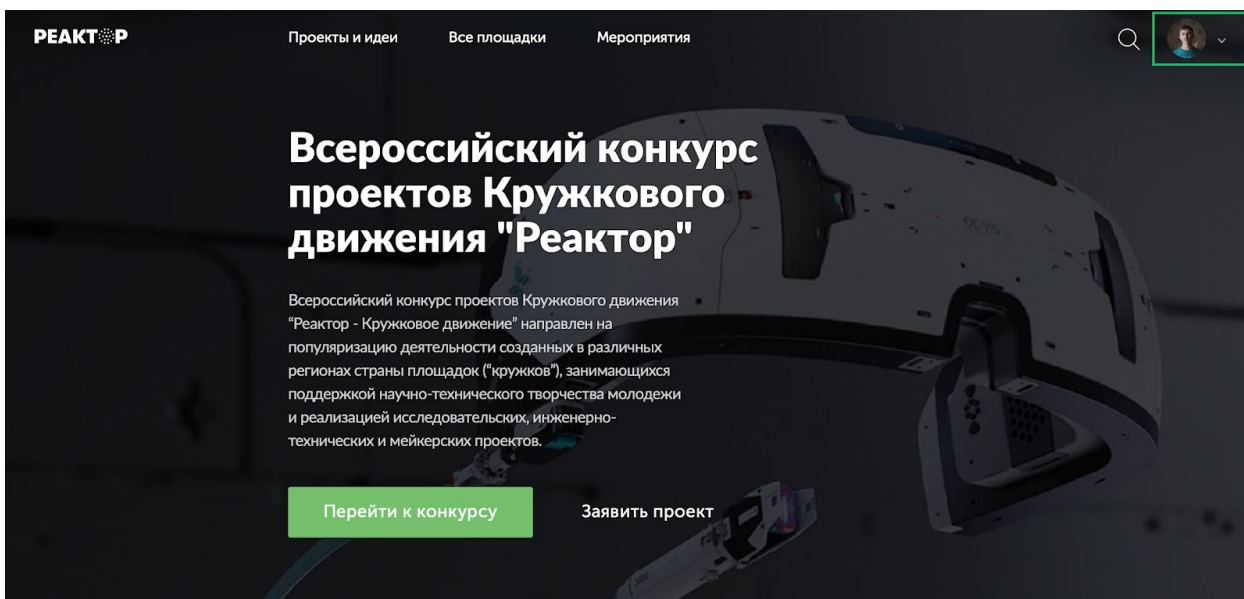 РЕАКТОР
Проекты и идеи
Все площадки
Мероприятия
Всероссийский конкурс
проектов Кружкового
движения "Реактор"
Всероссийский конкурс проектов Кружкового движения
“Реактор - Кружковое движение” направлен на
популяризацию деятельности созданных в различных
регионах страны площадок (“кружков”), занимающихся
поддержкой научно-технического творчества молодежи
и реализацией исследовательских, инженерно-
технических и мейкерских проектов.
Перейти к конкурсу
Заявить проект